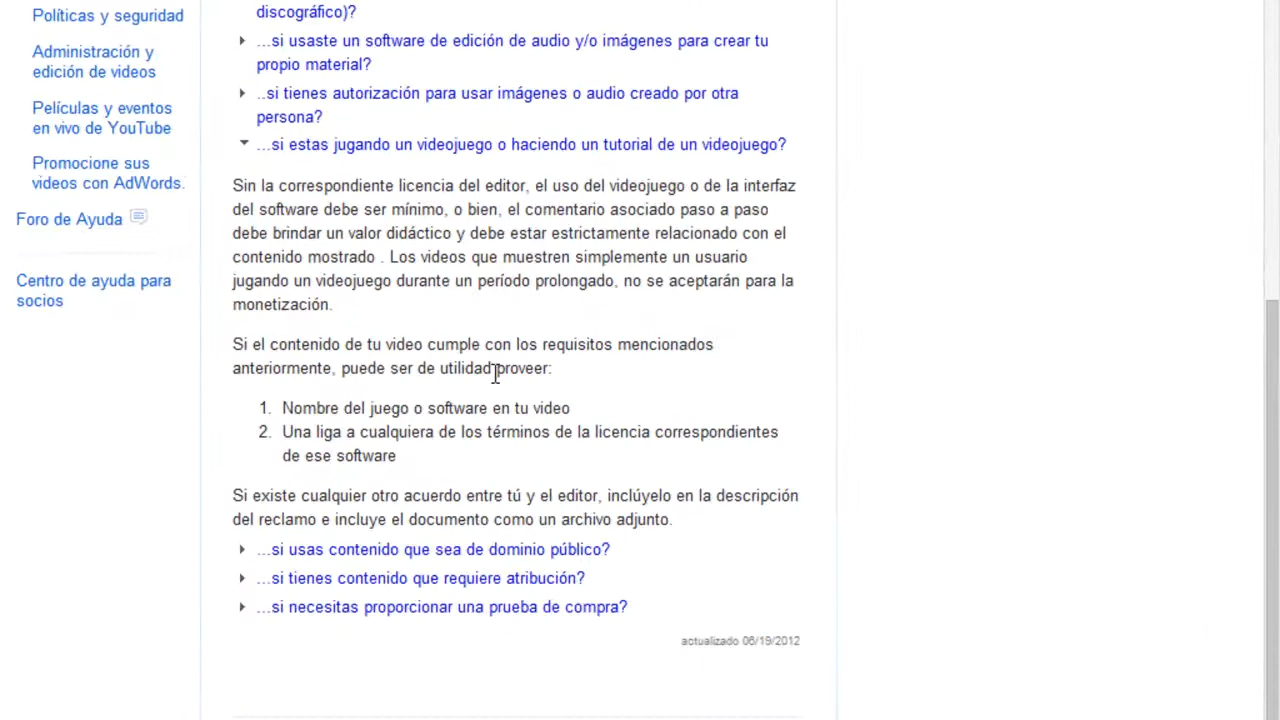 Políticas y seguridad
Administración y
edición de videos
Películas y eventos
en vivo de YouTube
Promocione sus
videos con AdWords.
Foro de Ayuda
Centro de ayuda para
socios
discográfico)?
...si usaste un software de edición de audio y/o imágenes para crear tu
propio material?
..si tienes autorización para usar imágenes o audio creado por otra
persona?
...si estas jugando un videojuego o haciendo un tutorial de un videojuego?
Sin la correspondiente licencia del editor, el uso del videojuego o de la interfaz
del software debe ser mínimo, o bien, el comentario asociado paso a paso
debe brindar un valor didáctico y debe estar estrictamente relacionado con el
contenido mostrado . Los videos que muestren simplemente un usuario
jugando un videojuego durante un período prolongado, no se aceptarán para la
monetización.
Si el contenido de tu video cumple con los requisitos mencionados
anteriormente, puede ser de utilidad proveer:
1. Nombre del juego o software en tu video
2. Una liga a cualquiera de los términos de la licencia correspondientes
de ese software
Si existe cualquier otro acuerdo entre tú y el editor, inclúyelo en la descripción
del reclamo e incluye el documento como un archivo adjunto.
...si usas contenido que sea de dominio público?
...si tienes contenido que requiere atribución?
...si necesitas proporcionar una prueba de compra?
actualizado 06/19/2012